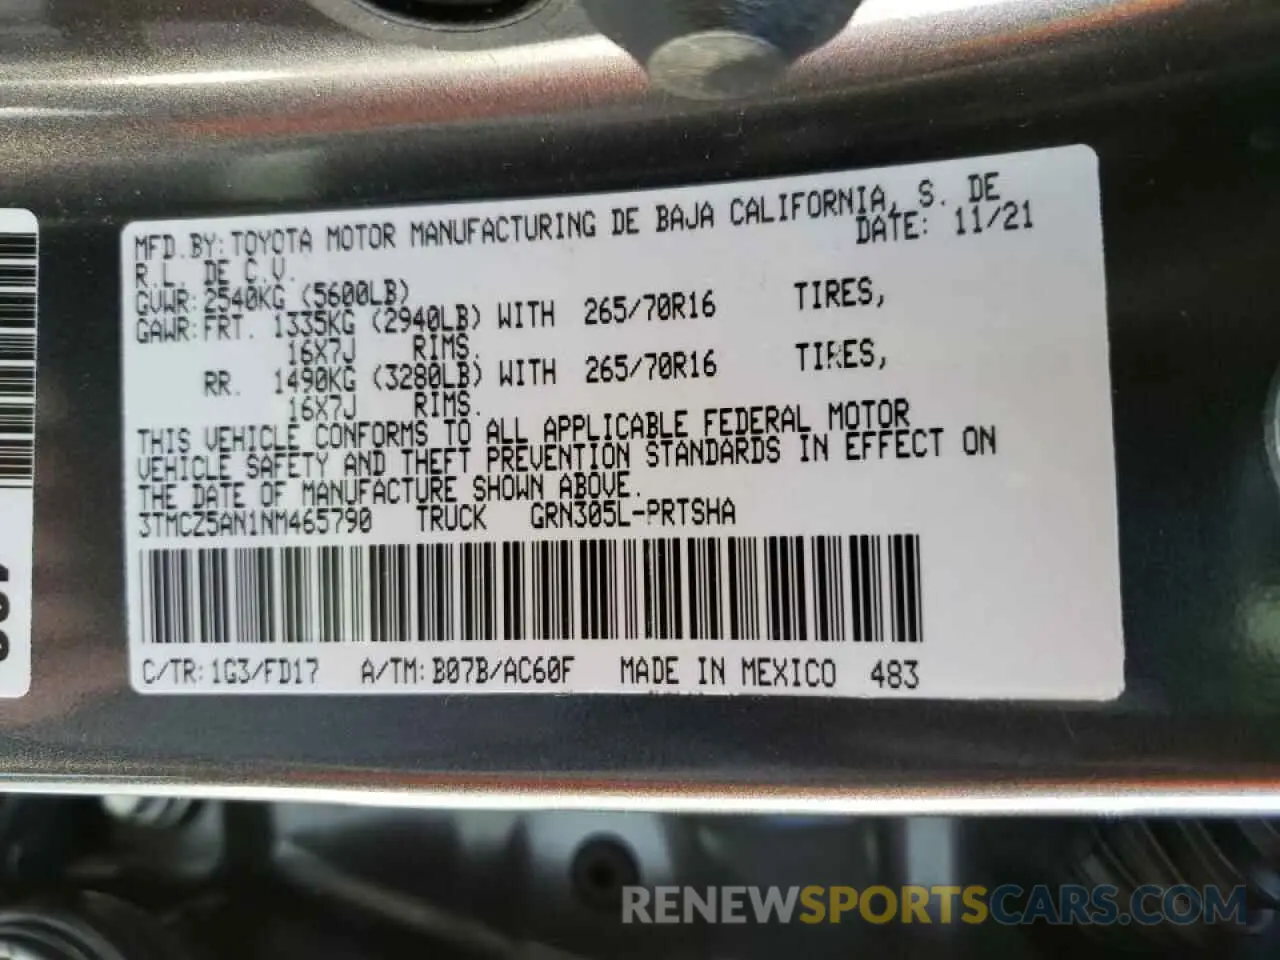 MFD.BY:TOYOTA MOTOR MANUFACTURING DE BAJA CALIFORNIA, S. DE
R.L. DE C.V. DATE: 11/21
GVWR:2540KG (5600LB)
GAWR:FRT. 1335KG (2940LB) WITH 265/70R16 TIRES,
16X7J RIMS.
RR. 1490KG (3280LB) WITH 265/70R16 TIRES,
16X7J RIMS.
THIS VEHICLE CONFORMS TO ALL APPLICABLE FEDERAL MOTOR
VEHICLE SAFETY AND THEFT PREVENTION STANDARDS IN EFFECT ON
THE DATE OF MANUFACTURE SHOWN ABOVE.
3TMCZ5AN1NM465790 TRUCK GRN305L-PRTSHA
C/TR:1G3/FD17 A/TM:B07B/AC60F MADE IN MEXICO 483
RENEWSPORTSCARS.COM